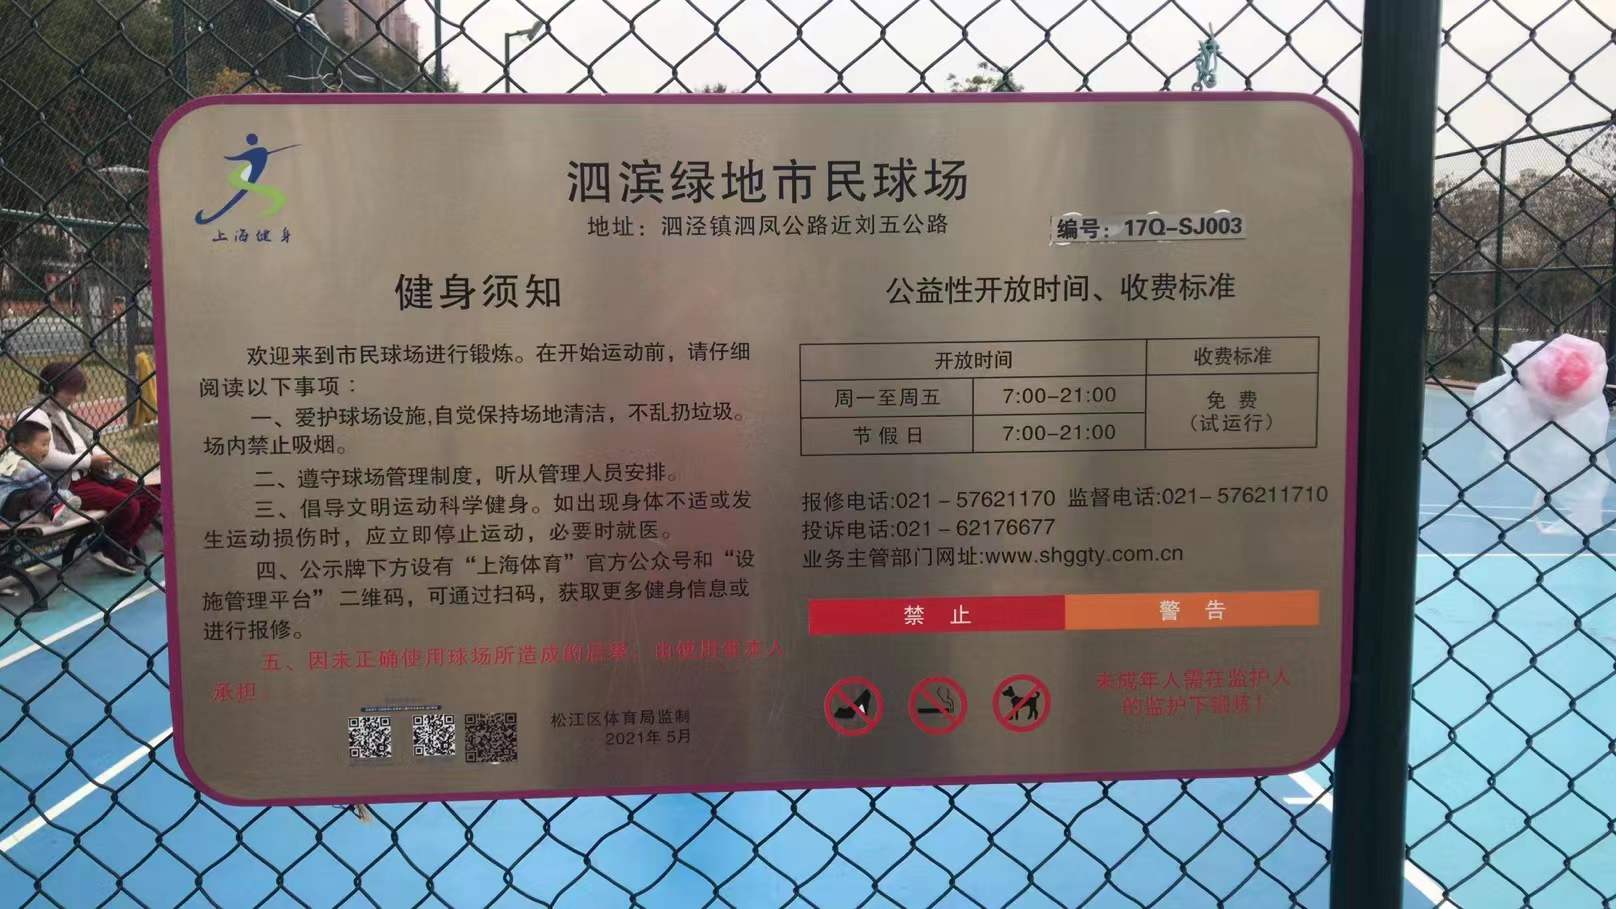 上海健身
泗滨绿地市民球场
地址：泗泾镇泗凤公路近刘五公路
编号：17Q-SJ003
健身须知
欢迎来到市民球场进行锻炼。在开始运动前，请仔细
阅读以下事项：
一、爱护球场设施,自觉保持场地清洁，不乱扔垃圾。
场内禁止吸烟。
二、遵守球场管理制度，听从管理人员安排。
三、倡导文明运动科学健身。如出现身体不适或发
生运动损伤时，应立即停止运动，必要时就医。
四、公示牌下方设有“上海体育”官方公众号和“设
施管理平台”二维码，可通过扫码，获取更多健身信息或
进行报修。
五、因未正确使用球场所造成的后果，由使用者本人
承担
松江区体育局监制
2021年5月
公益性开放时间、收费标准
开放时间 收费标准
周一至周五 7:00-21:00 免 费
（试运行）
节 假 日 7:00-21:00
报修电话:021-57621170 监督电话:021-576211710
投诉电话:021-62176677
业务主管部门网址:www.shggty.com.cn
禁 止 警 告
未成年人需在监护人
的监护下锻炼！